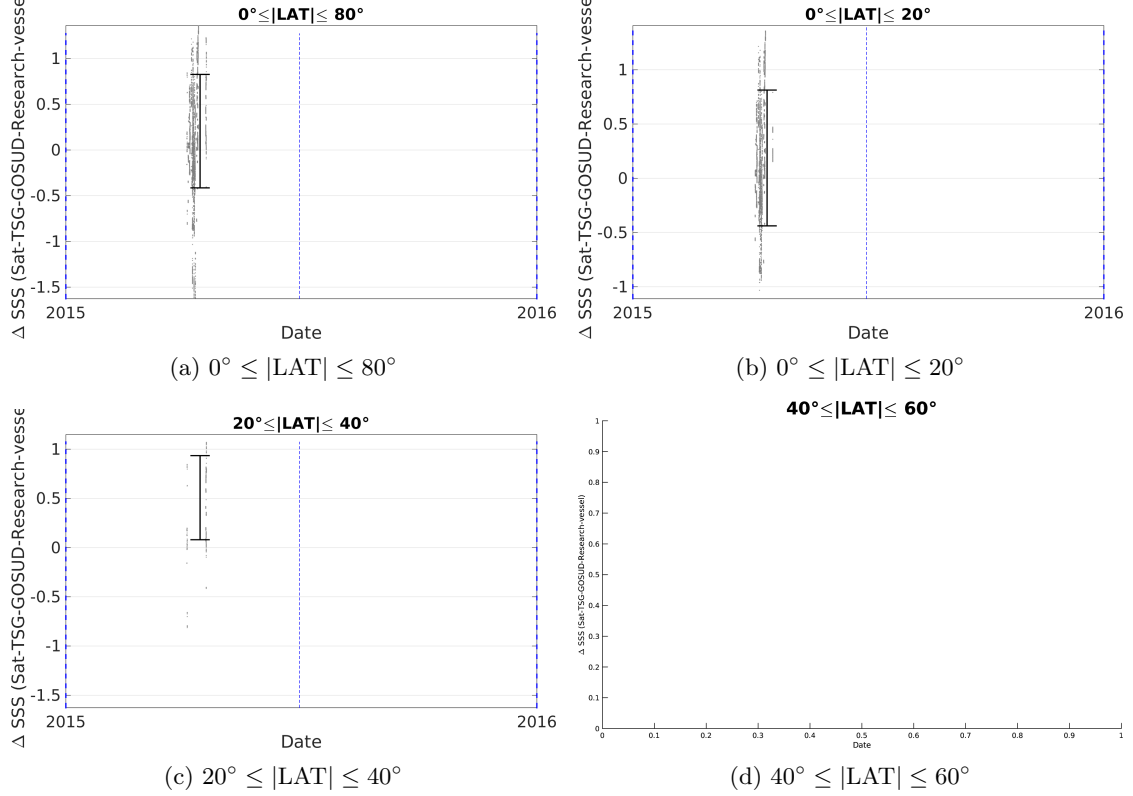 0°≤|LAT|≤ 80°
Δ SSS (Sat-TSG-GOSUD-Research-vessel
1
0.5
0
-0.5
-1
-1.5
2015
2016
Date
(a) 0° ≤ |LAT| ≤ 80°
0°≤|LAT|≤ 20°
Δ SSS (Sat-TSG-GOSUD-Research-vessel
1
0.5
0
-0.5
-1
2015
2016
Date
(b) 0° ≤ |LAT| ≤ 20°
20°≤|LAT|≤ 40°
Δ SSS (Sat-TSG-GOSUD-Research-vesse
1
0.5
0
-0.5
-1
-1.5
2015
2016
Date
(c) 20° ≤ |LAT| ≤ 40°
40°≤|LAT|≤ 60°
Δ SSS (Sat-TSG-GOSUD-Research-vessel)
1
0.9
0.8
0.7
0.6
0.5
0.4
0.3
0.2
0.1
0
0 0.1 0.2 0.3 0.4 0.5 0.6 0.7 0.8 0.9 1
Date
(d) 40° ≤ |LAT| ≤ 60°